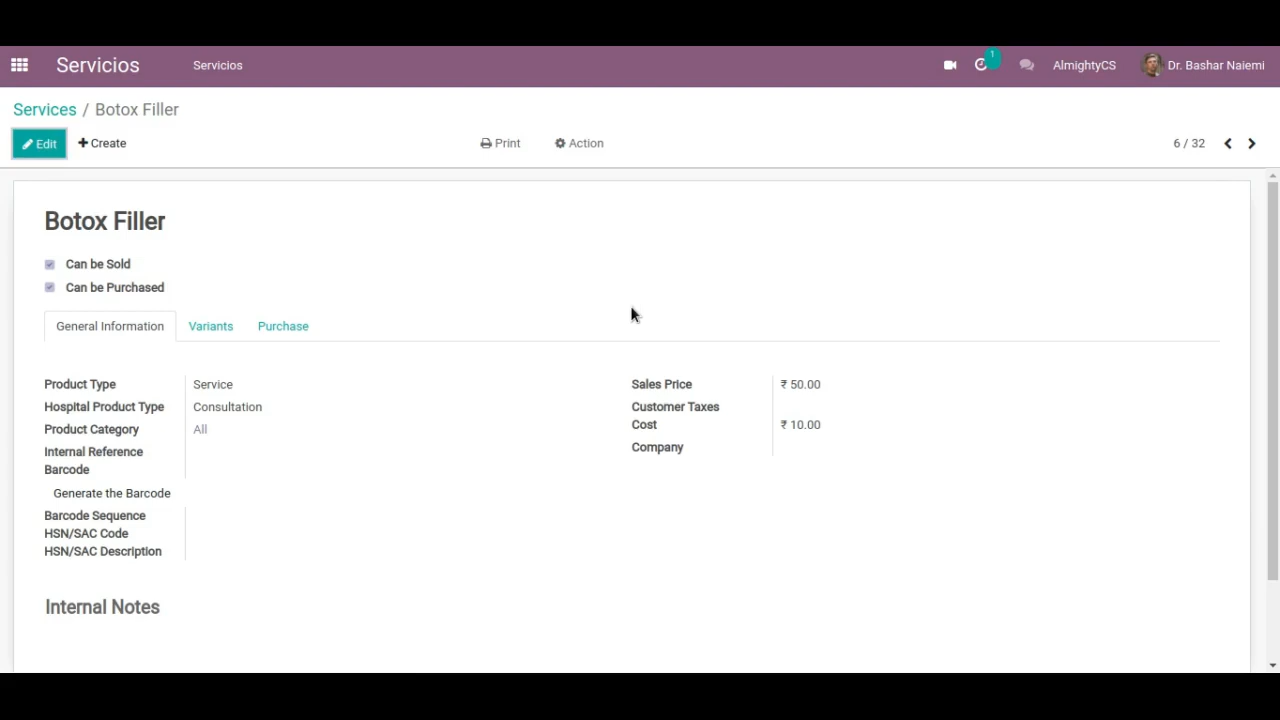 Servicios Servicios 1 AlmightyCS Dr. Bashar Naiemi
Services / Botox Filler
Edit Create Print Action 6 / 32
Botox Filler
Can be Sold
Can be Purchased
General Information Variants Purchase
Product Type Service Sales Price ₹ 50.00
Hospital Product Type Consultation Customer Taxes
Product Category All Cost ₹ 10.00
Internal Reference Company
Barcode
Generate the Barcode
Barcode Sequence
HSN/SAC Code
HSN/SAC Description
Internal Notes